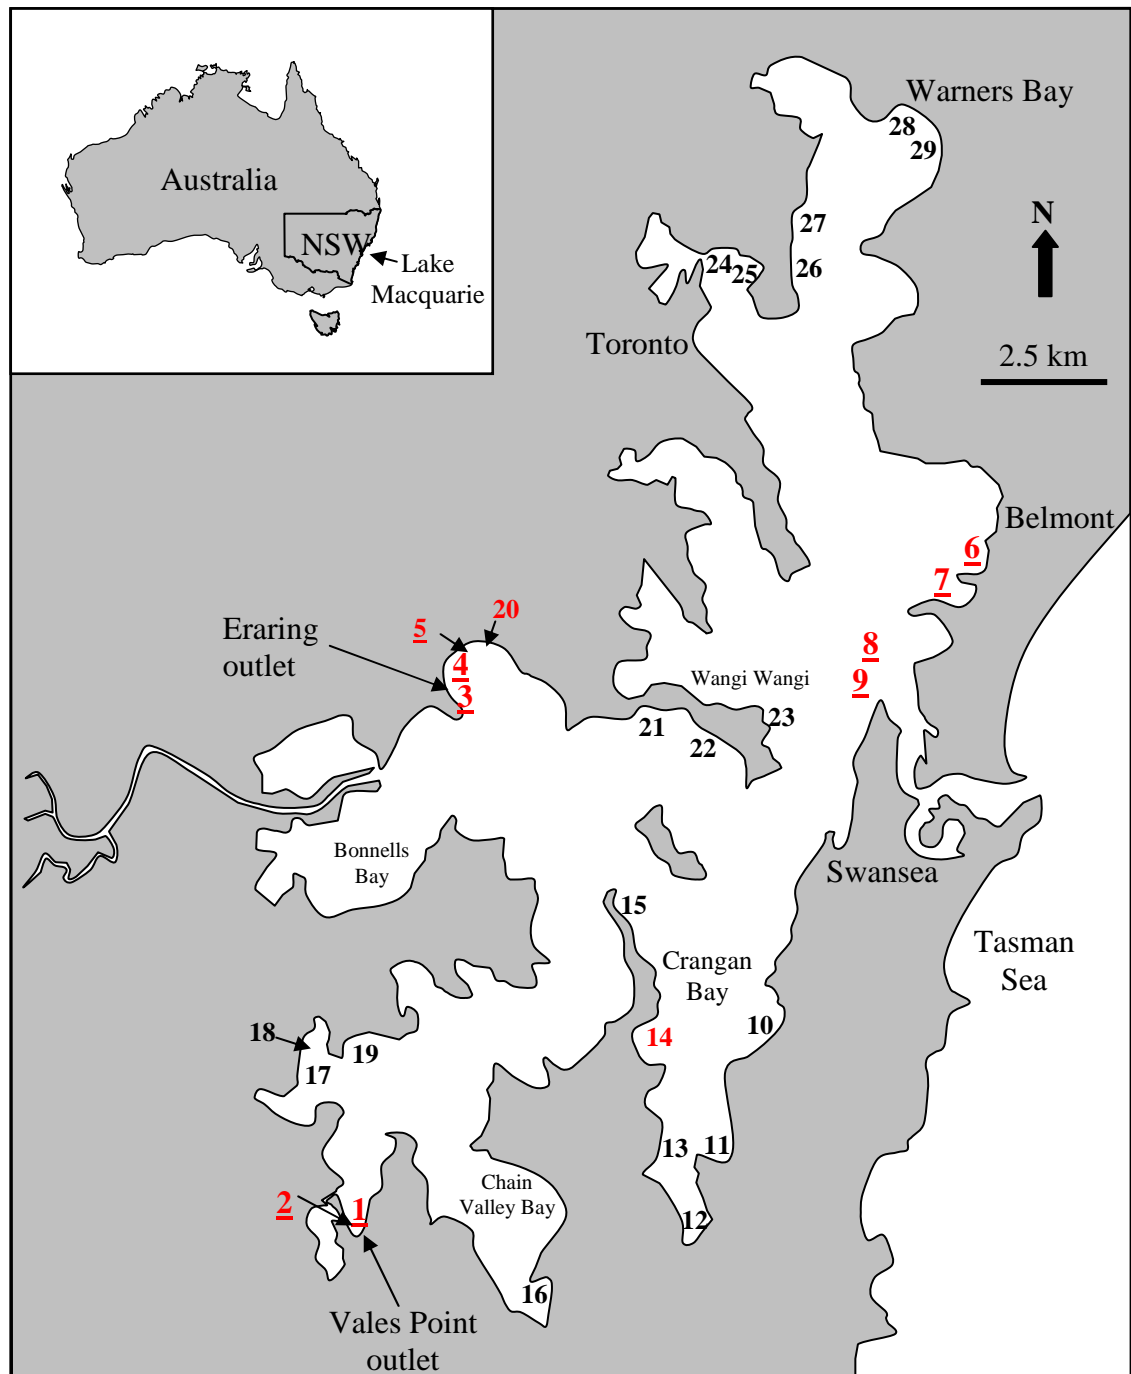 Warners Bay
28
29
Australia
NSW
Lake
Macquarie
N
27
24
25
26
Toronto
2.5 km
Belmont
6
7
20
5
Eraring
outlet
4
3
8
9
Wangi Wangi
21
22
23
Bonnells
Bay
Swansea
15
Crangan
Bay
Tasman
Sea
10
14
18
19
17
13
11
Chain
Valley Bay
2
1
12
16
Vales Point
outlet